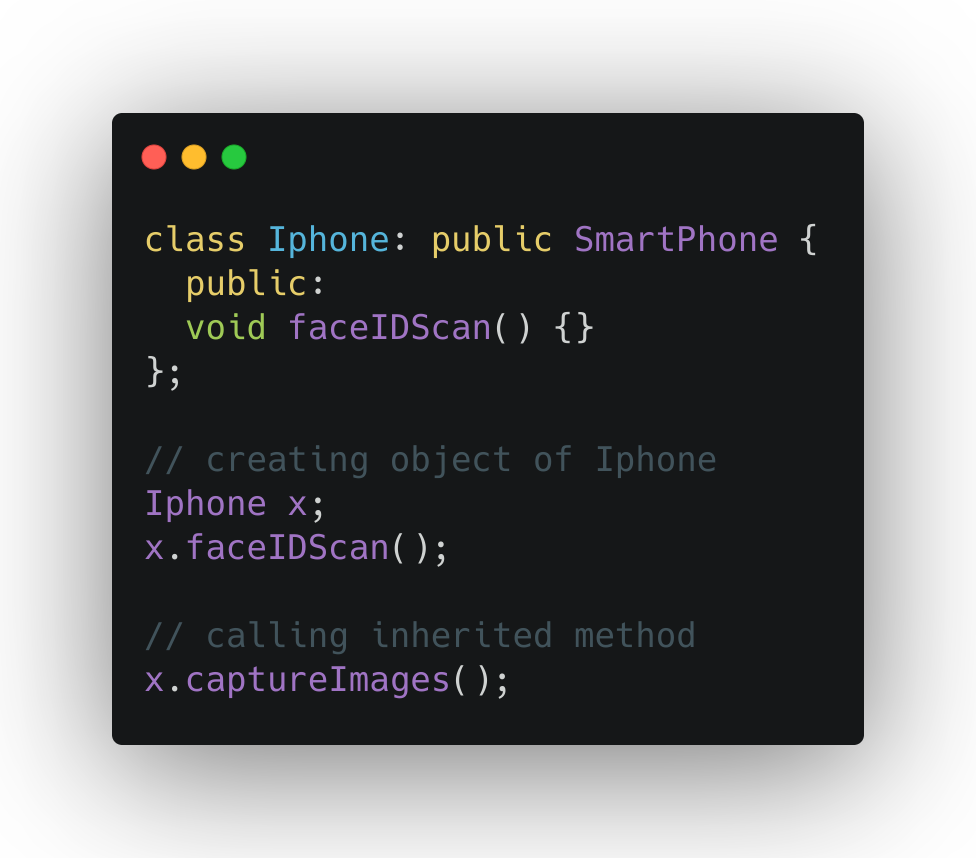 class Iphone: public SmartPhone {
  public:
  void faceIDScan() {}
};

// creating object of Iphone
Iphone x;
x.faceIDScan();

// calling inherited method
x.captureImages();